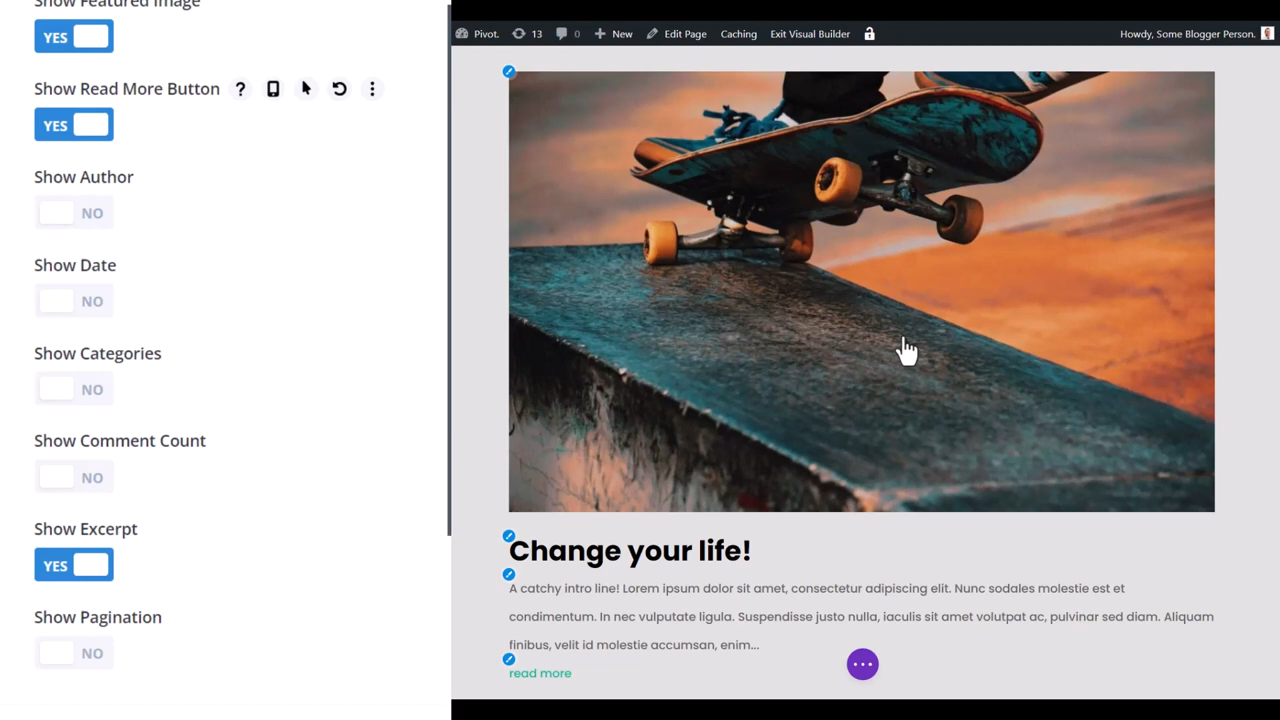 Show Featured Image
YES
Show Read More Button ?
YES
Show Author
NO
Show Date
NO
Show Categories
NO
Show Comment Count
NO
Show Excerpt
YES
Show Pagination
NO
Pivot. 13 0 New Edit Page Caching Exit Visual Builder Howdy, Some Blogger Person.
Change your life!
A catchy intro line! Lorem ipsum dolor sit amet, consectetur adipiscing elit. Nunc sodales molestie est et
condimentum. In nec vulputate ligula. Suspendisse justo nulla, iaculis sit amet volutpat ac, pulvinar sed diam. Aliquam
finibus, velit id molestie accumsan, enim...
read more